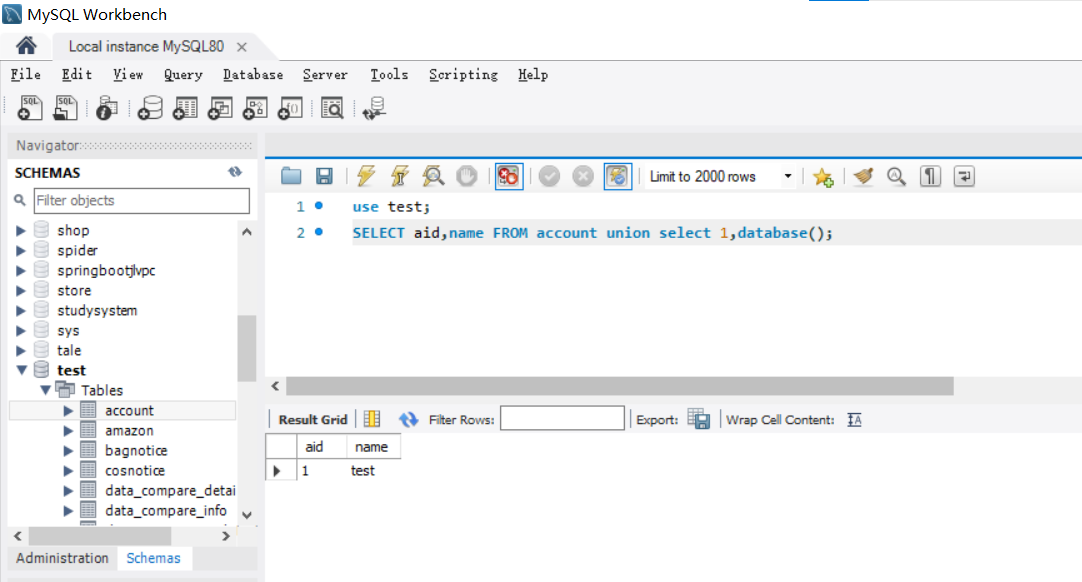 MySQL Workbench
Local instance MySQL80
File Edit View Query Database Server Tools Scripting Help
Navigator
SCHEMAS
Filter objects
shop
spider
springbootjlvpc
store
studysystem
sys
tale
test
Tables
account
amazon
bagnotice
cosnotice
data_compare_detai
data_compare_info
Administration Schemas
Limit to 2000 rows
1 use test;
2 SELECT aid,name FROM account union select 1,database();
Result Grid Filter Rows: Export: Wrap Cell Content:
aid name
1 test